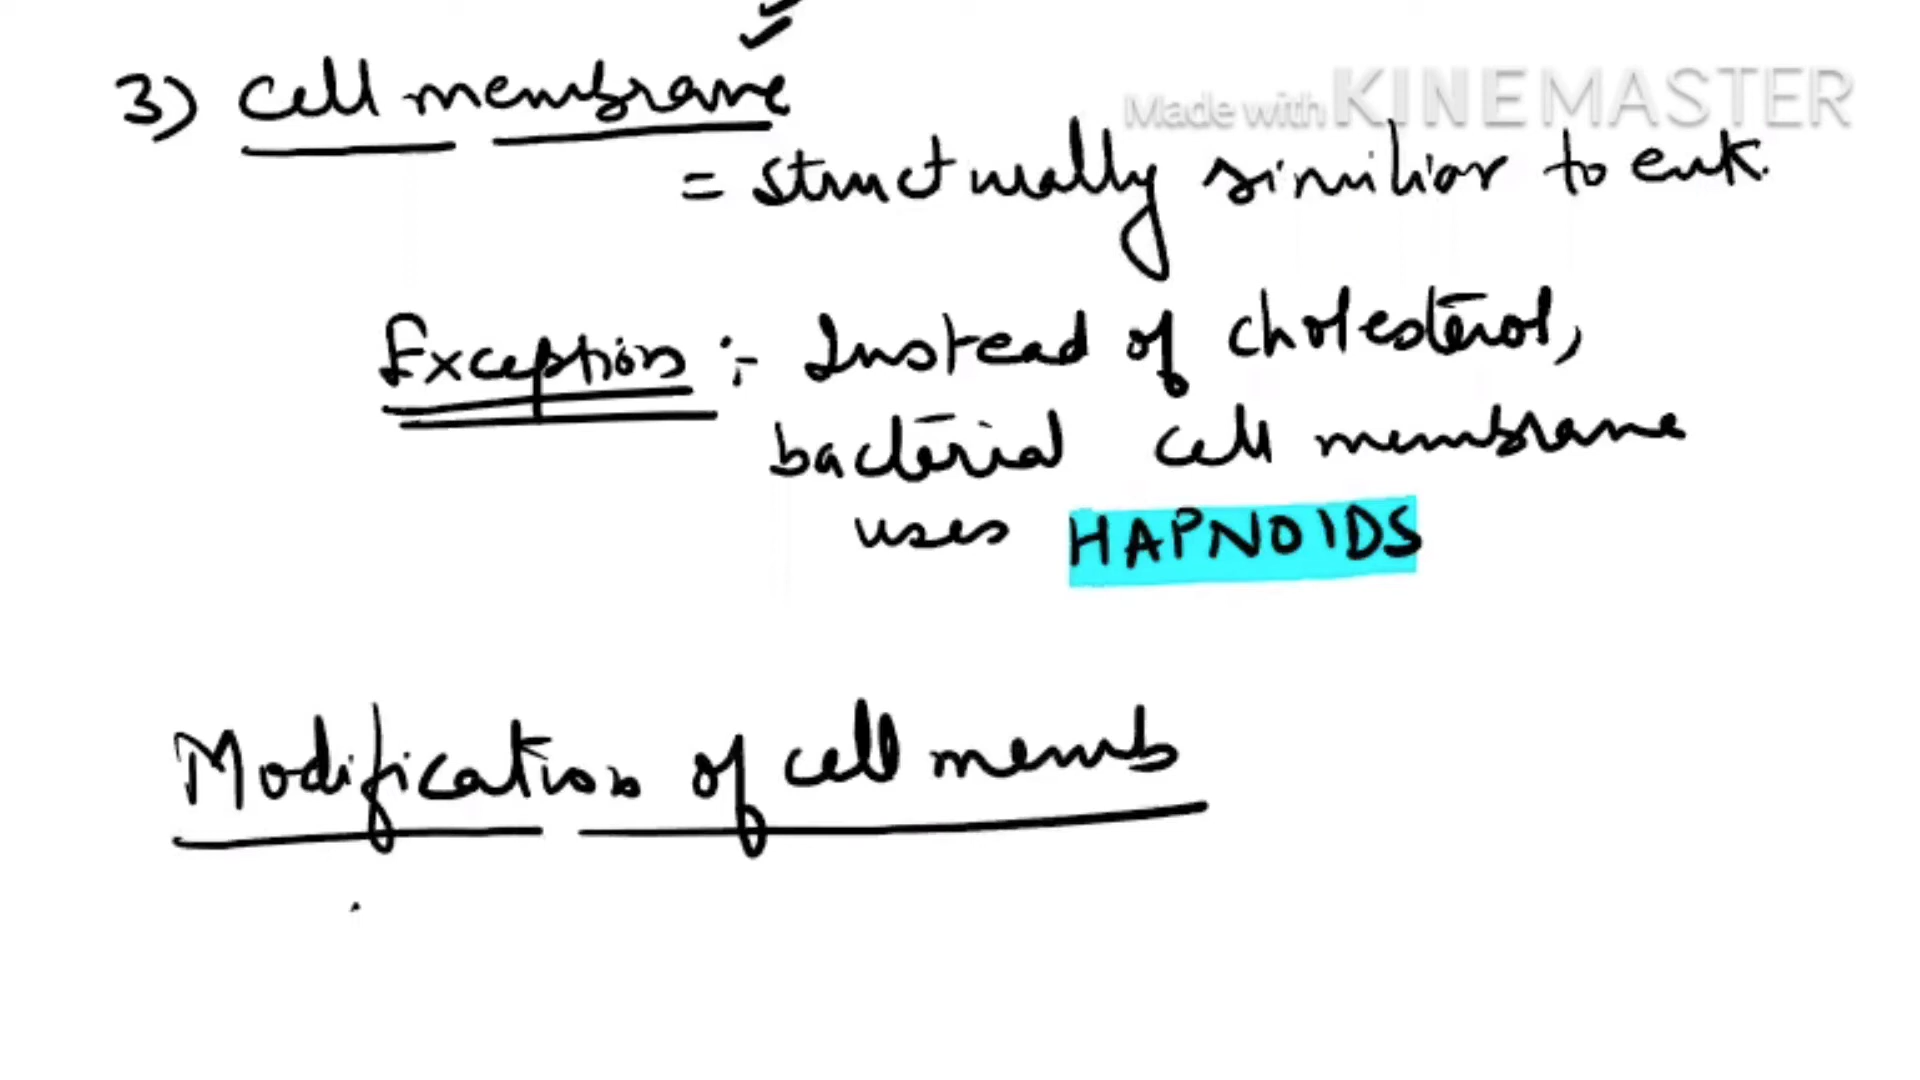 3) Cell membrane
Made with KINEMASTER
= structurally similiar to euk.
Exception :- Instead of cholesterol,
bacterial cell membrane
uses HAPNOIDS
Modification of cell memb